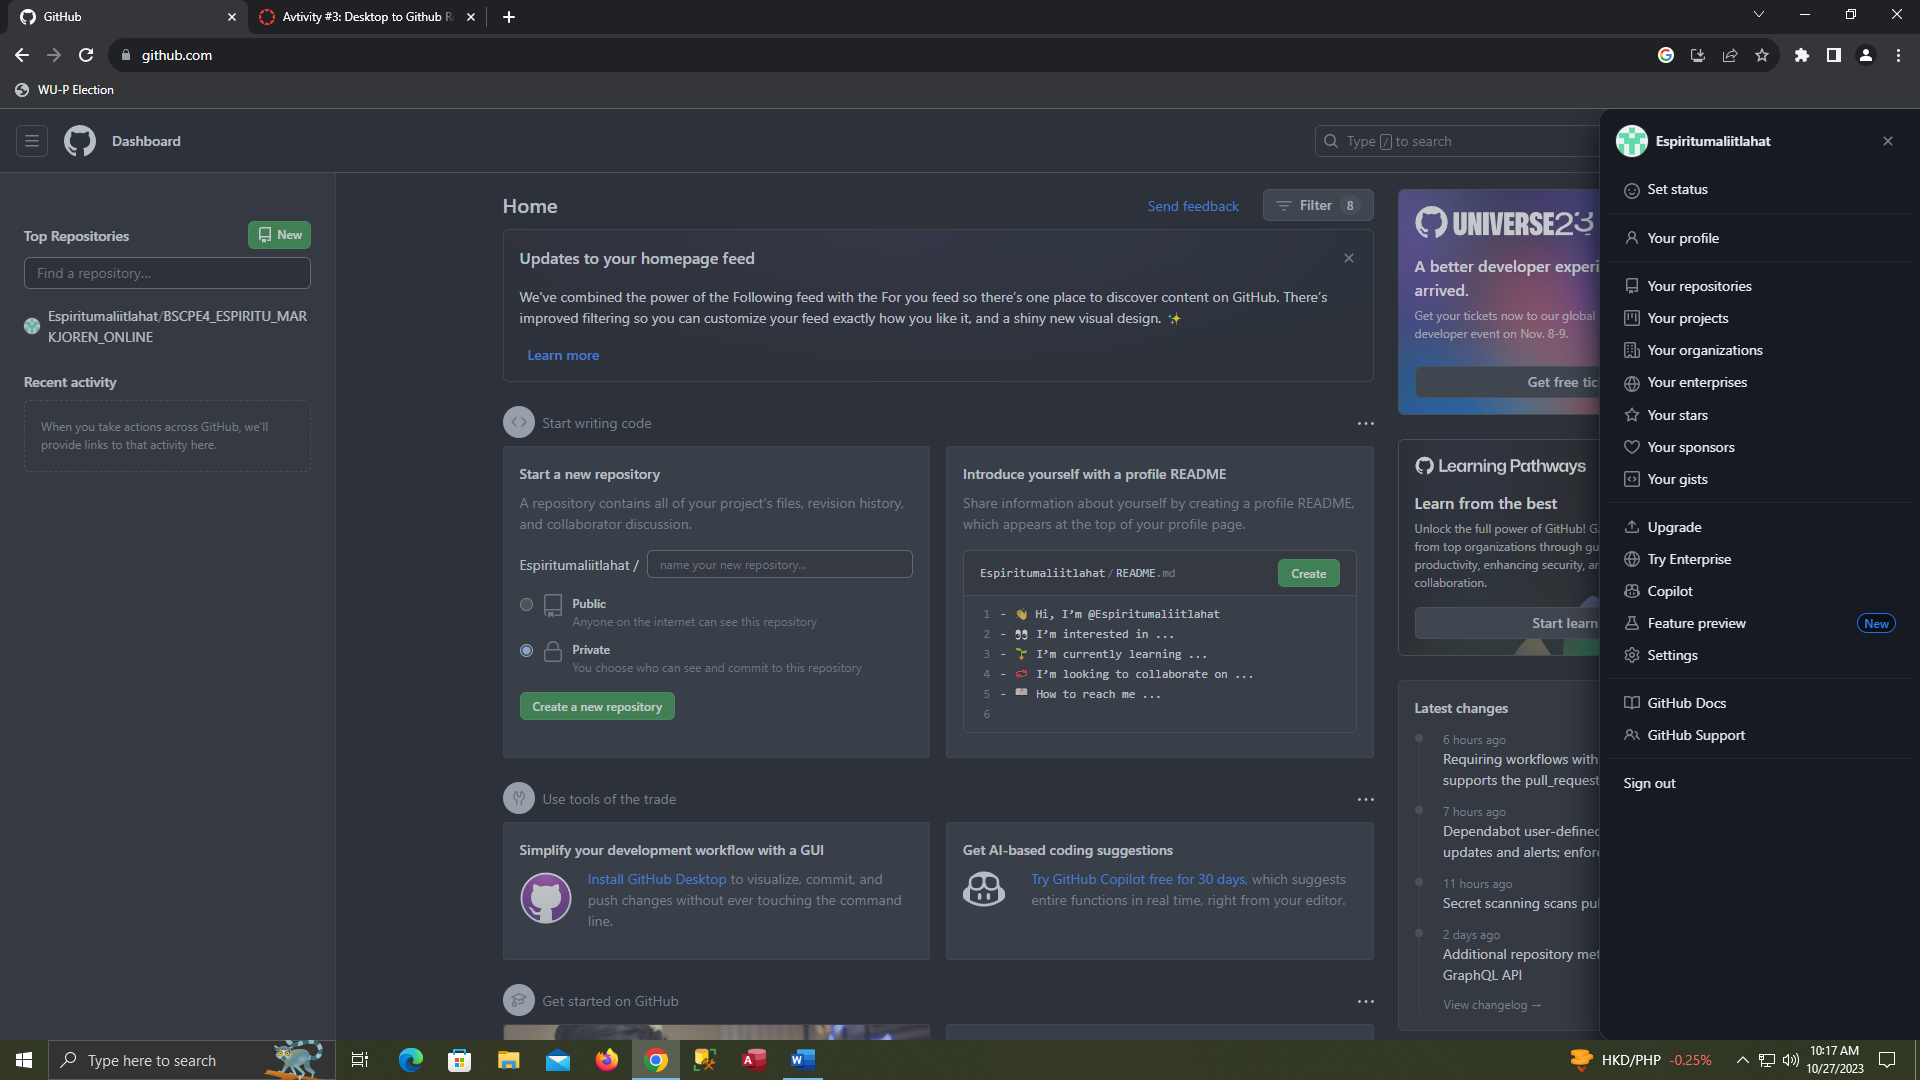 GitHub
Avtivity #3: Desktop to Github R
github.com
WU-P Election
Dashboard
Type / to search
Top Repositories
New
Find a repository...
Espiritumaliitlahat/BSCPE4_ESPIRITU_MAR
KJOREN_ONLINE
Recent activity
When you take actions across GitHub, we'll
provide links to that activity here.
Home
Send feedback
Filter 8
Updates to your homepage feed
We've combined the power of the Following feed with the For you feed so there's one place to discover content on GitHub. There's
improved filtering so you can customize your feed exactly how you like it, and a shiny new visual design. ✨
Learn more
Start writing code
Start a new repository
A repository contains all of your project's files, revision history,
and collaborator discussion.
Espiritumaliitlahat /
name your new repository...
Public
Anyone on the internet can see this repository
Private
You choose who can see and commit to this repository
Create a new repository
Introduce yourself with a profile README
Share information about yourself by creating a profile README,
which appears at the top of your profile page.
Espiritumaliitlahat / README.md
Create
1 - 👋 Hi, I'm @Espiritumaliitlahat
2 - 👀 I'm interested in ...
3 - 🌱 I'm currently learning ...
4 - 💞️ I'm looking to collaborate on ...
5 - 📫 How to reach me ...
6
Use tools of the trade
Simplify your development workflow with a GUI
Install GitHub Desktop to visualize, commit, and
push changes without ever touching the command
line.
Get AI-based coding suggestions
Try GitHub Copilot free for 30 days, which suggests
entire functions in real time, right from your editor.
Get started on GitHub
UNIVERSE23
A better developer experi
arrived.
Get your tickets now to our global
developer event on Nov. 8-9.
Get free tic
Learning Pathways
Learn from the best
Unlock the full power of GitHub! G
from top organizations through gu
productivity, enhancing security, a
collaboration.
Start learn
Latest changes
6 hours ago
Requiring workflows with
supports the pull_request
7 hours ago
Dependabot user-defined
updates and alerts; enfor
11 hours ago
Secret scanning scans pu
2 days ago
Additional repository met
GraphQL API
View changelog →
Espiritumaliitlahat
Set status
Your profile
Your repositories
Your projects
Your organizations
Your enterprises
Your stars
Your sponsors
Your gists
Upgrade
Try Enterprise
Copilot
Feature preview
New
Settings
GitHub Docs
GitHub Support
Sign out
Type here to search
HKD/PHP -0.25%
10:17 AM
10/27/2023